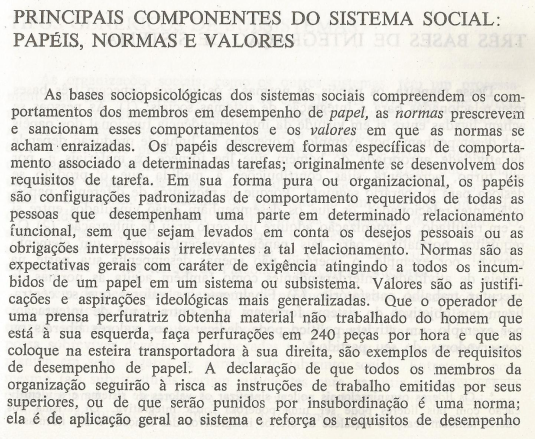 PRINCIPAIS COMPONENTES DO SISTEMA SOCIAL:
PAPÉIS, NORMAS E VALORES
As bases sociopsicológicas dos sistemas sociais compreendem os com-
portamentos dos membros em desempenho de papel, as normas prescrevem
e sancionam esses comportamentos e os valores em que as normas se
acham enraizadas. Os papéis descrevem formas específicas de comporta-
mento associado a determinadas tarefas; originalmente se desenvolvem dos
requisitos de tarefa. Em sua forma pura ou organizacional, os papéis
são configurações padronizadas de comportamento requeridos de todas as
pessoas que desempenham uma parte em determinado relacionamento
funcional, sem que sejam levados em conta os desejos pessoais ou as
obrigações interpessoais irrelevantes a tal relacionamento. Normas são as
expectativas gerais com caráter de exigência atingindo a todos os incum-
bidos de um papel em um sistema ou subsistema. Valores são as justifi-
cações e aspirações ideológicas mais generalizadas. Que o operador de
uma prensa perfuratriz obtenha material não trabalhado do homem que
está à sua esquerda, faça perfurações em 240 peças por hora e que as
coloque na esteira transportadora à sua direita, são exemplos de requisitos
de desempenho de papel. A declaração de que todos os membros da
organização seguirão à risca as instruções de trabalho emitidas por seus
superiores, ou de que serão punidos por insubordinação é uma norma;
ela é de aplicação geral ao sistema e reforça os requisitos de desempenho